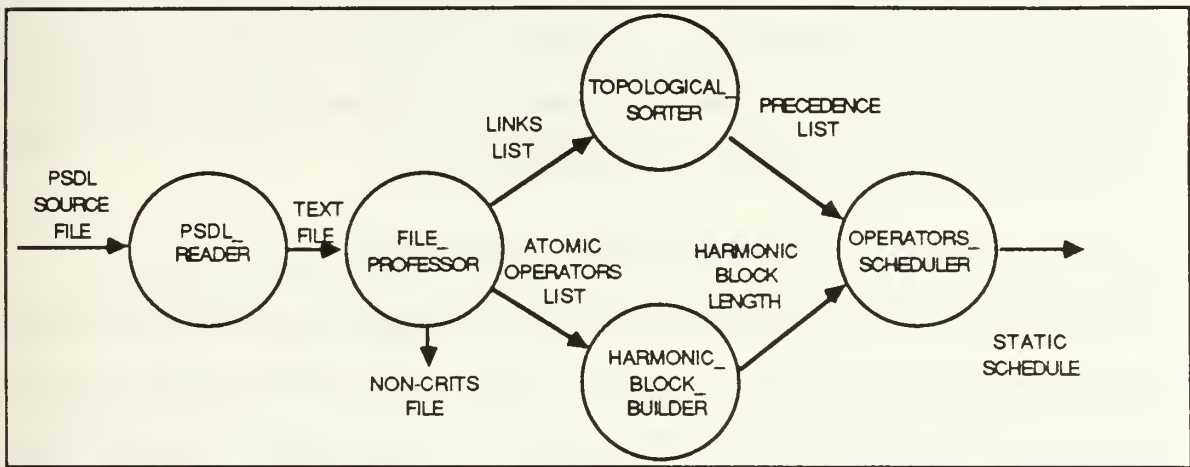 PSDL
SOURCE
FILE
PSDL_
READER
TEXT
FILE
FILE_
PROFESSOR
NON-CRITS
FILE
LINKS
LIST
ATOMIC
OPERATORS
LIST
TOPOLOGICAL_
SORTER
HARMONIC_
BLOCK_
BUILDER
PRECEDENCE
LIST
HARMONIC
BLOCK
LENGTH
OPERATORS_
SCHEDULER
STATIC
SCHEDULE